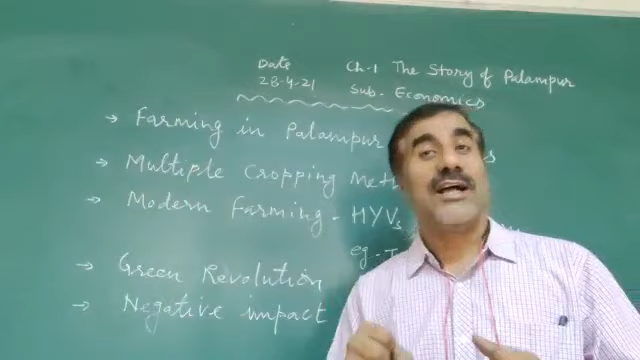 Date Ch-1 The Story of Palampur
28-4-21 Sub- Economics
→ Farming in Palampur
→ Multiple Cropping
→ Modern Farming - HYVs
eg-
→ Green Revolution
→ Negative impact